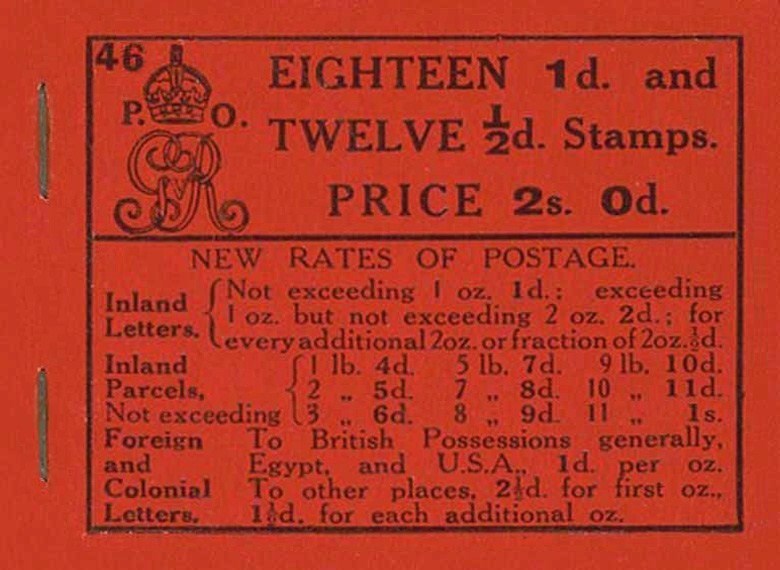 46
P. O.
GRV
EIGHTEEN 1d. and
TWELVE ½d. Stamps.
PRICE 2s. 0d.
NEW RATES OF POSTAGE.
Inland Letters. { Not exceeding 1 oz. 1d.; exceeding
1 oz. but not exceeding 2 oz. 2d.; for
every additional 2oz. or fraction of 2oz. ½d.
Inland { 1 lb. 4d. 5 lb. 7d. 9 lb. 10d.
Parcels, 2 „ 5d. 7 „ 8d. 10 „ 11d.
Not exceeding 3 „ 6d. 8 „ 9d. 11 „ 1s.
Foreign To British Possessions generally,
and Egypt, and U.S.A., 1d. per oz.
Colonial To other places, 2½d. for first oz.,
Letters. 1½d. for each additional oz.